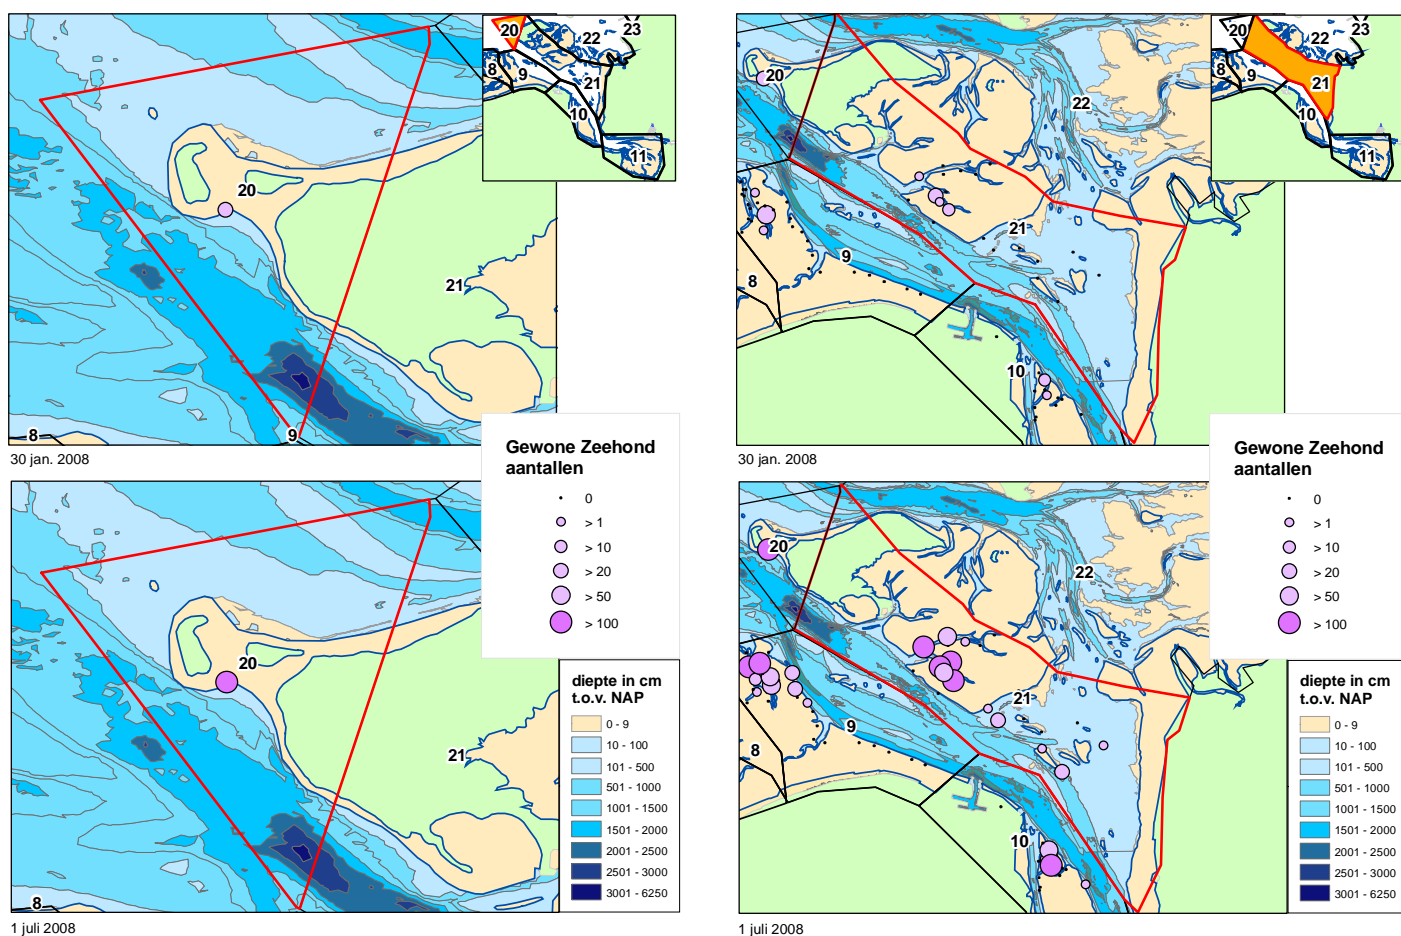 20
22
23
8
9
21
10
11
20
21
8
9
30 jan. 2008
Gewone Zeehond
aantallen
0
> 1
> 10
> 20
> 50
> 100
20
21
8
1 juli 2008
diepte in cm
t.o.v. NAP
0 - 9
10 - 100
101 - 500
501 - 1000
1001 - 1500
1501 - 2000
2001 - 2500
2501 - 3000
3001 - 6250
20
22
23
8
9
21
10
11
20
22
21
9
8
10
30 jan. 2008
Gewone Zeehond
aantallen
0
> 1
> 10
> 20
> 50
> 100
20
22
21
9
8
10
1 juli 2008
diepte in cm
t.o.v. NAP
0 - 9
10 - 100
101 - 500
501 - 1000
1001 - 1500
1501 - 2000
2001 - 2500
2501 - 3000
3001 - 6250